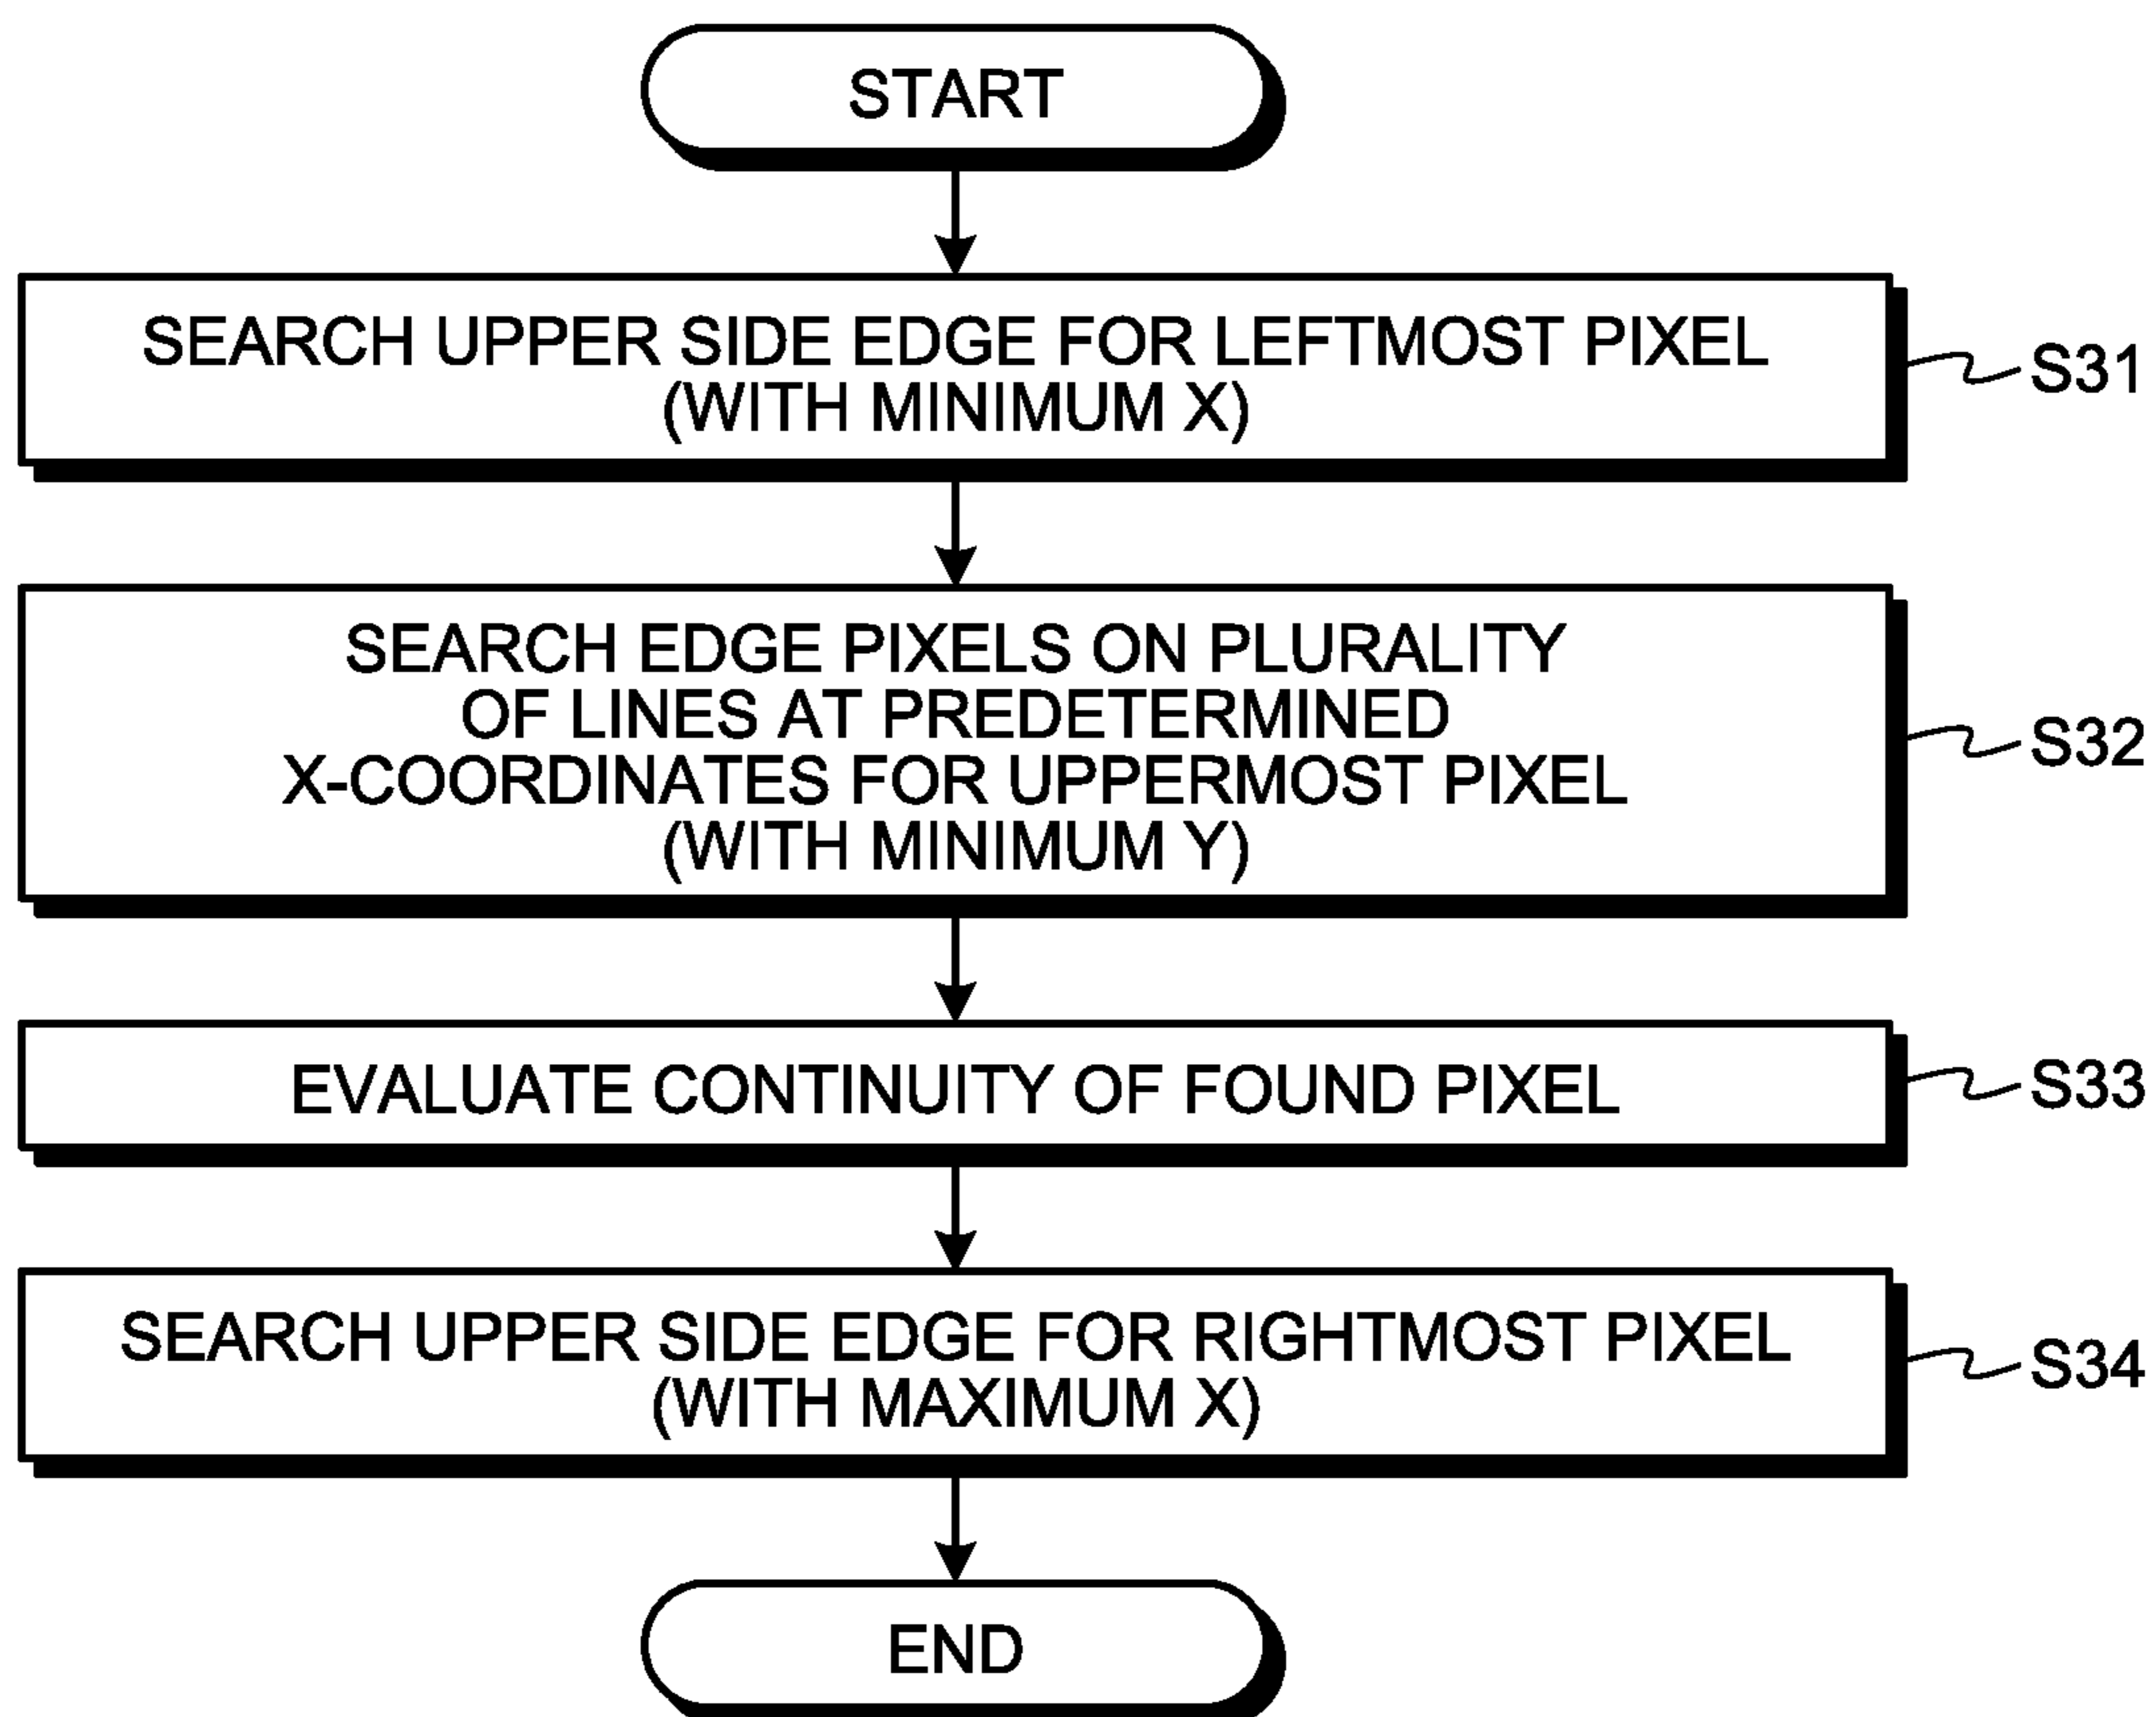 START
SEARCH UPPER SIDE EDGE FOR LEFTMOST PIXEL
(WITH MINIMUM X)
S31
SEARCH EDGE PIXELS ON PLURALITY
OF LINES AT PREDETERMINED
X-COORDINATES FOR UPPERMOST PIXEL
(WITH MINIMUM Y)
S32
EVALUATE CONTINUITY OF FOUND PIXEL
S33
SEARCH UPPER SIDE EDGE FOR RIGHTMOST PIXEL
(WITH MAXIMUM X)
S34
END